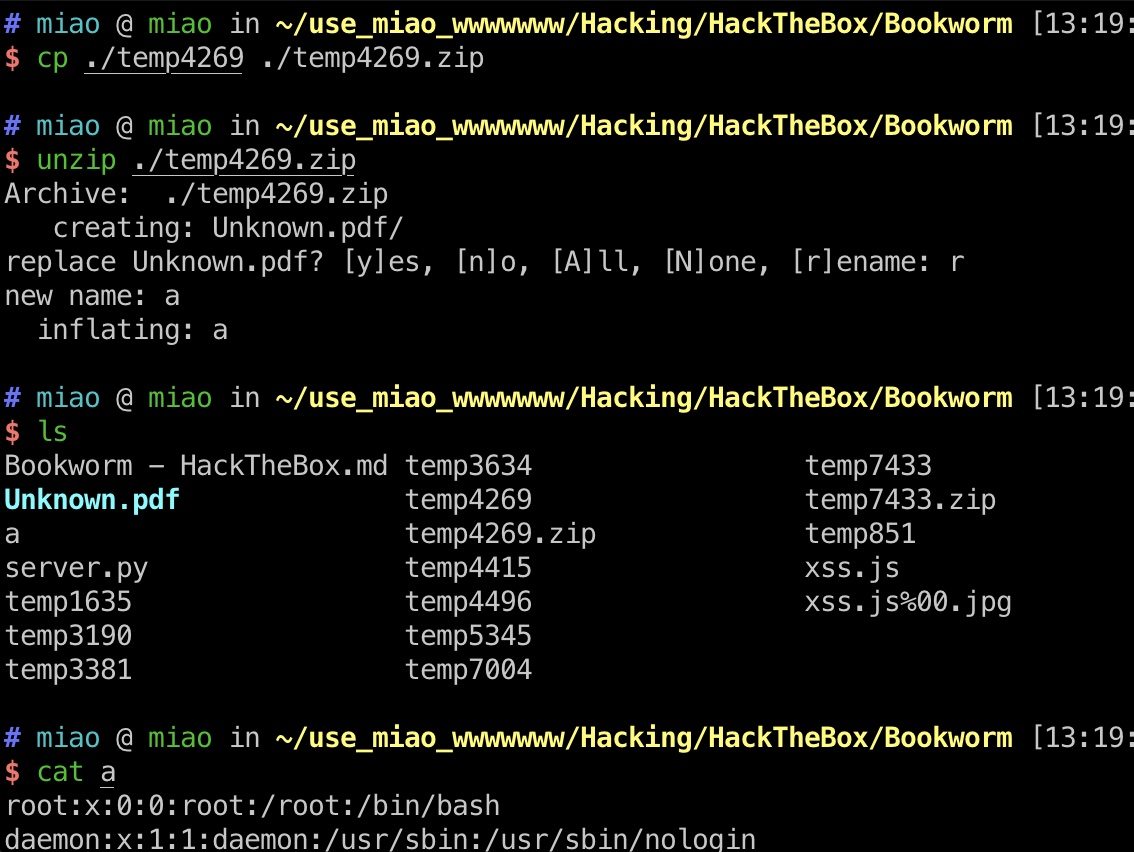 # miao @ miao in ~/use_miao_wwwwwww/Hacking/HackTheBox/Bookworm [13:19:
$ cp ./temp4269 ./temp4269.zip
# miao @ miao in ~/use_miao_wwwwwww/Hacking/HackTheBox/Bookworm [13:19:
$ unzip ./temp4269.zip
Archive:  ./temp4269.zip
   creating: Unknown.pdf/
replace Unknown.pdf? [y]es, [n]o, [A]ll, [N]one, [r]ename: r
new name: a
  inflating: a
# miao @ miao in ~/use_miao_wwwwwww/Hacking/HackTheBox/Bookworm [13:19:
$ ls
Bookworm – HackTheBox.md temp3634                 temp7433
Unknown.pdf              temp4269                 temp7433.zip
a                        temp4269.zip             temp851
server.py                temp4415                 xss.js
temp1635                 temp4496                 xss.js%00.jpg
temp3190                 temp5345
temp3381                 temp7004
# miao @ miao in ~/use_miao_wwwwwww/Hacking/HackTheBox/Bookworm [13:19:
$ cat a
root:x:0:0:root:/root:/bin/bash
daemon:x:1:1:daemon:/usr/sbin:/usr/sbin/nologin